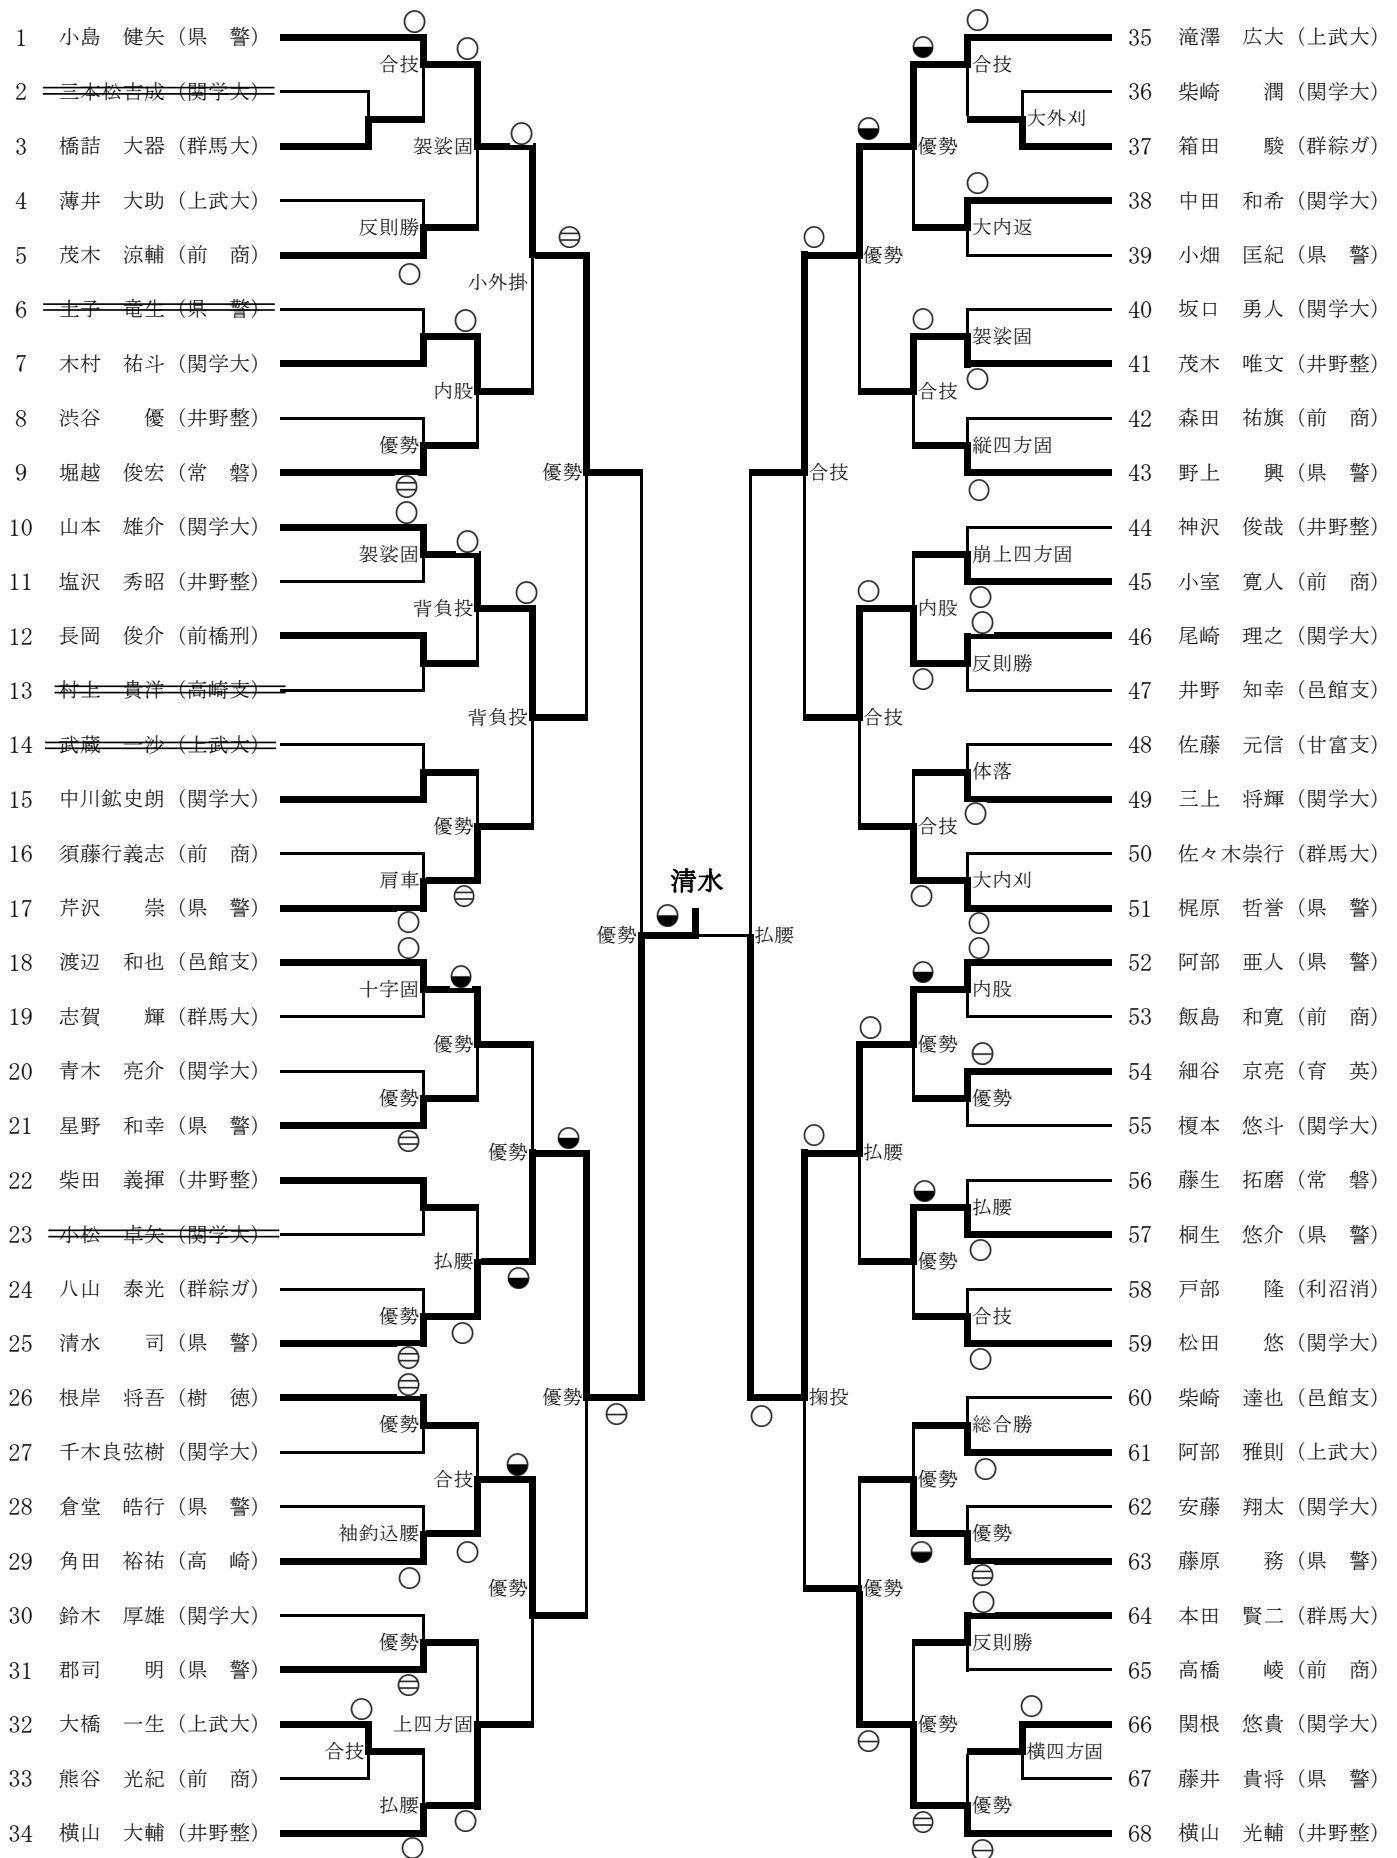 1 小島　健矢（県　警）
合技
2 三本松吉成（関学大）
3 橋詰　大器（群馬大）
袈裟固
4 薄井　大助（上武大）
反則勝
5 茂木　涼輔（前　商）
小外掛
6 王子　竜生（県　警）
7 木村　祐斗（関学大）
内股
8 渋谷　　優（井野整）
優勢
9 堀越　俊宏（常　磐）
優勢
10 山本　雄介（関学大）
袈裟固
11 塩沢　秀昭（井野整）
背負投
12 長岡　俊介（前橋刑）
13 村上　貴洋（高崎支）
背負投
14 武蔵　一沙（上武大）
15 中川鉱史朗（関学大）
優勢
16 須藤行義志（前　商）
肩車
17 芹沢　　崇（県　警）
優勢
18 渡辺　和也（邑館支）
十字固
19 志賀　　輝（群馬大）
優勢
20 青木　亮介（関学大）
優勢
21 星野　和幸（県　警）
優勢
22 柴田　義揮（井野整）
23 小松　卓矢（関学大）
払腰
24 八山　泰光（群綜ガ）
優勢
25 清水　　司（県　警）
優勢
26 根岸　将吾（樹　徳）
優勢
27 千木良弦樹（関学大）
合技
28 倉堂　皓行（県　警）
袖釣込腰
29 角田　裕祐（高　崎）
優勢
30 鈴木　厚雄（関学大）
優勢
31 郡司　　明（県　警）
32 大橋　一生（上武大）
上四方固
合技
33 熊谷　光紀（前　商）
払腰
34 横山　大輔（井野整）
清水
35 滝澤　広大（上武大）
合技
36 柴崎　　潤（関学大）
大外刈
37 箱田　　駿（群綜ガ）
優勢
38 中田　和希（関学大）
大内返
39 小畑　匡紀（県　警）
優勢
40 坂口　勇人（関学大）
袈裟固
41 茂木　唯文（井野整）
合技
42 森田　祐旗（前　商）
縦四方固
43 野上　　興（県　警）
合技
44 神沢　俊哉（井野整）
崩上四方固
45 小室　寛人（前　商）
内股
46 尾崎　理之（関学大）
反則勝
47 井野　知幸（邑館支）
合技
48 佐藤　元信（甘富支）
体落
49 三上　将輝（関学大）
合技
50 佐々木崇行（群馬大）
大内刈
51 梶原　哲誉（県　警）
払腰
52 阿部　亜人（県　警）
内股
53 飯島　和寛（前　商）
優勢
54 細谷　京亮（育　英）
優勢
55 榎本　悠斗（関学大）
払腰
56 藤生　拓磨（常　磐）
払腰
57 桐生　悠介（県　警）
優勢
58 戸部　　隆（利沼消）
合技
59 松田　　悠（関学大）
掬投
60 柴崎　達也（邑館支）
総合勝
61 阿部　雅則（上武大）
優勢
62 安藤　翔太（関学大）
優勢
63 藤原　　務（県　警）
優勢
64 本田　賢二（群馬大）
反則勝
65 高橋　　崚（前　商）
優勢
66 関根　悠貴（関学大）
横四方固
67 藤井　貴将（県　警）
優勢
68 横山　光輔（井野整）